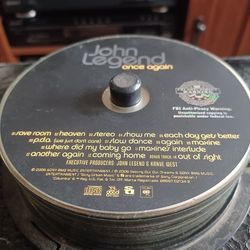 John
Legend
once again
FBI Anti-Piracy Warning:
Unauthorized copying is
punishable under federal law.
save room heaven stereo show me each day gets better
p.d.a. (we just don't care) slow dance again maxine
where did my baby go maxine's interlude
another again coming home BONUS TRACK: 14 out of right
EXECUTIVE PRODUCERS: JOHN LEGEND & KANYE WEST